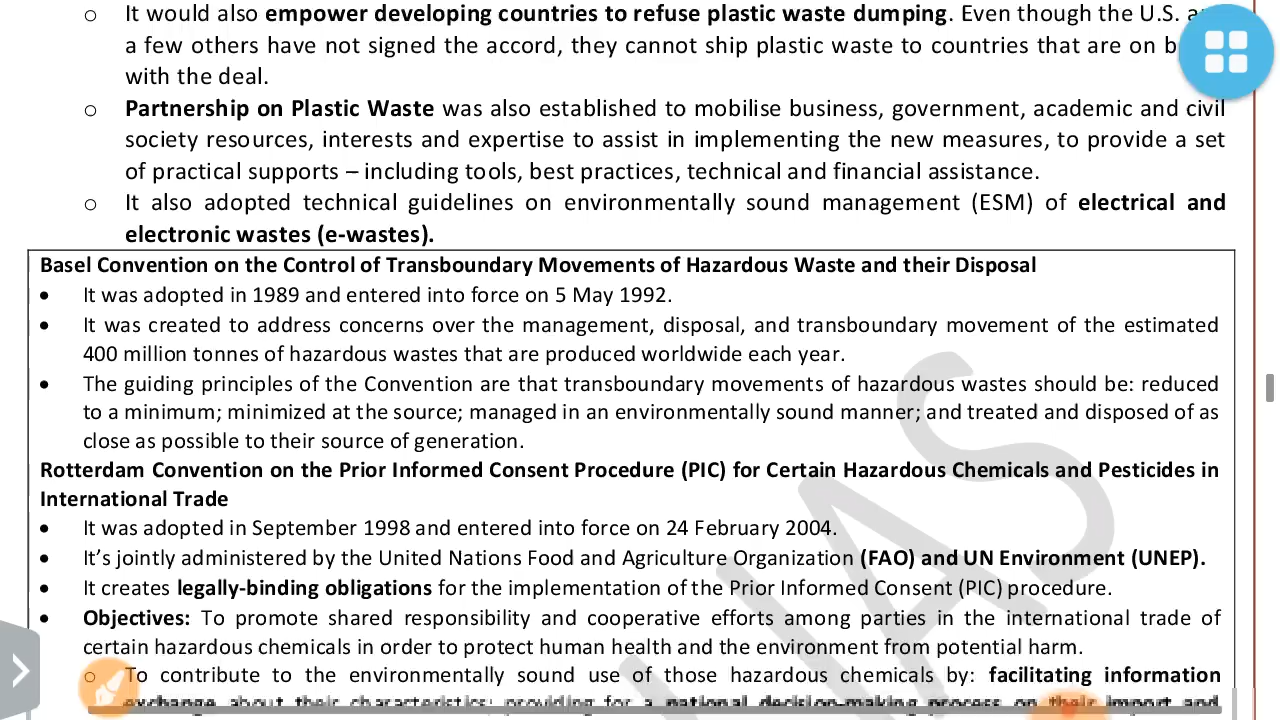 o It would also empower developing countries to refuse plastic waste dumping. Even though the U.S.
a few others have not signed the accord, they cannot ship plastic waste to countries that are on
with the deal.
o Partnership on Plastic Waste was also established to mobilise business, government, academic and civil
society resources, interests and expertise to assist in implementing the new measures, to provide a set
of practical supports – including tools, best practices, technical and financial assistance.
o It also adopted technical guidelines on environmentally sound management (ESM) of electrical and
electronic wastes (e-wastes).
Basel Convention on the Control of Transboundary Movements of Hazardous Waste and their Disposal
• It was adopted in 1989 and entered into force on 5 May 1992.
• It was created to address concerns over the management, disposal, and transboundary movement of the estimated
400 million tonnes of hazardous wastes that are produced worldwide each year.
• The guiding principles of the Convention are that transboundary movements of hazardous wastes should be: reduced
to a minimum; minimized at the source; managed in an environmentally sound manner; and treated and disposed of as
close as possible to their source of generation.
Rotterdam Convention on the Prior Informed Consent Procedure (PIC) for Certain Hazardous Chemicals and Pesticides in
International Trade
• It was adopted in September 1998 and entered into force on 24 February 2004.
• It’s jointly administered by the United Nations Food and Agriculture Organization (FAO) and UN Environment (UNEP).
• It creates legally-binding obligations for the implementation of the Prior Informed Consent (PIC) procedure.
• Objectives: To promote shared responsibility and cooperative efforts among parties in the international trade of
certain hazardous chemicals in order to protect human health and the environment from potential harm.
o To contribute to the environmentally sound use of those hazardous chemicals by: facilitating information
exchange about their characteristics; providing for a national decision-making process on their import and
IAS